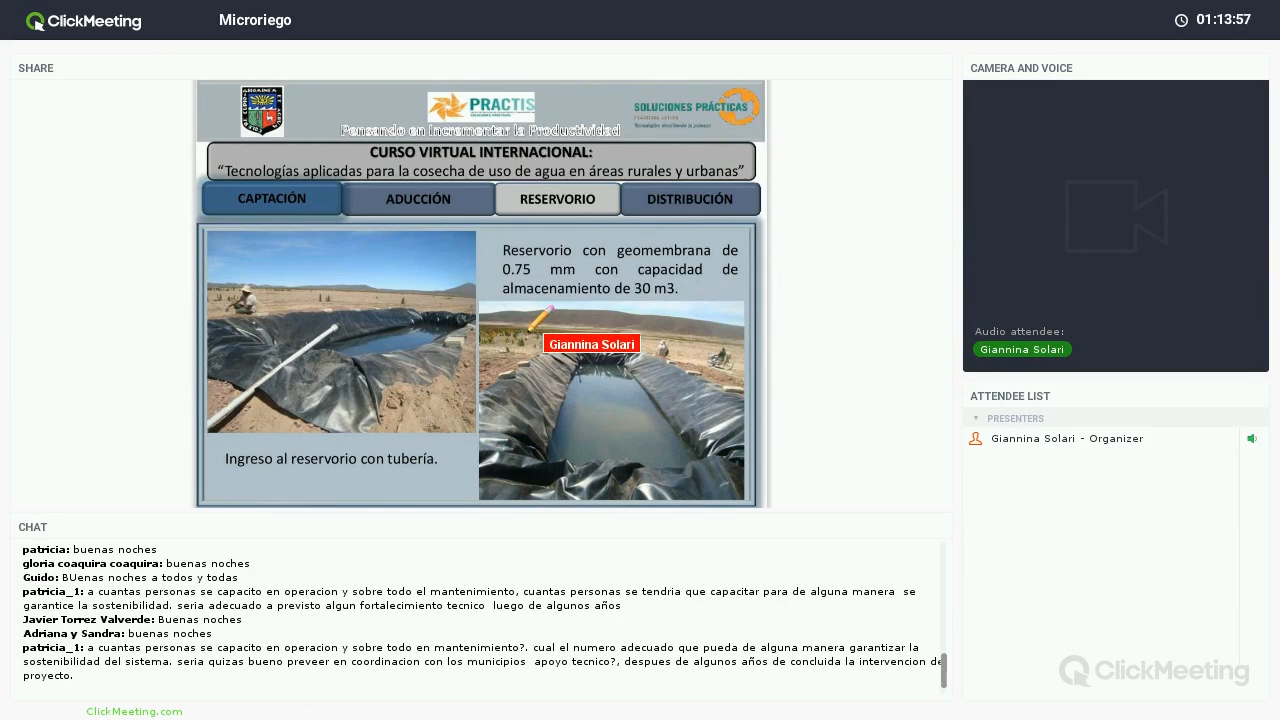 ClickMeeting
Microriego
01:13:57
SHARE
PRACTIS
SOLUCIONES PRÁCTICAS
Pensando en Incrementar la Productividad
CURSO VIRTUAL INTERNACIONAL:
“Tecnologías aplicadas para la cosecha de uso de agua en áreas rurales y urbanas”
CAPTACIÓN
ADUCCIÓN
RESERVORIO
DISTRIBUCIÓN
Reservorio con geomembrana de
0.75 mm con capacidad de
almacenamiento de 30 m3.
Giannina Solari
Ingreso al reservorio con tubería.
CAMERA AND VOICE
Audio attendee:
Giannina Solari
ATTENDEE LIST
PRESENTERS
Giannina Solari - Organizer
CHAT
patricia: buenas noches
gloria coaquira coaquira: buenas noches
Guido: BUenas noches a todos y todas
patricia_1: a cuantas personas se capacito en operacion y sobre todo el mantenimiento, cuantas personas se tendria que capacitar para de alguna manera se
garantice la sostenibilidad. seria adecuado a previsto algun fortalecimiento tecnico luego de algunos años
Javier Torrez Valverde: Buenas noches
Adriana y Sandra: buenas noches
patricia_1: a cuantas personas se capacito en operacion y sobre todo en mantenimiento?. cual el numero adecuado que pueda de alguna manera garantizar la
sostenibilidad del sistema. seria quizas bueno preveer en coordinacion con los municipios apoyo tecnico?, despues de algunos años de concluida la intervencion de
proyecto.
ClickMeeting
ClickMeeting.com